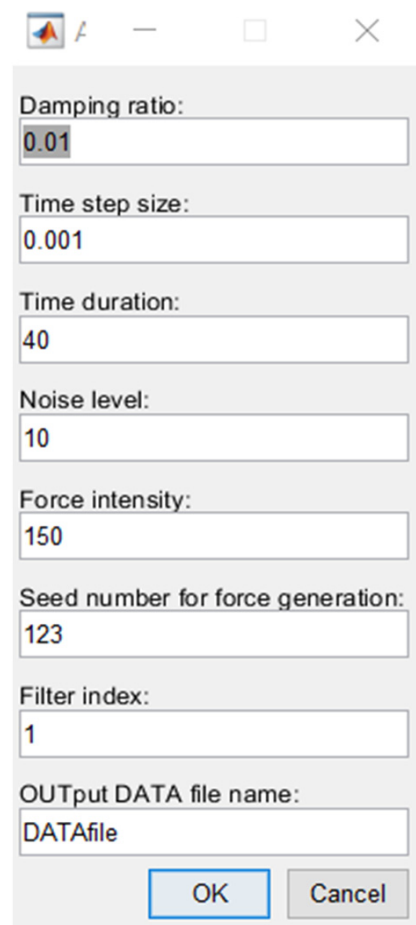 Damping ratio:
0.01
Time step size:
0.001
Time duration:
40
Noise level:
10
Force intensity:
150
Seed number for force generation:
123
Filter index:
1
OUTput DATA file name:
DATAfile
OK Cancel